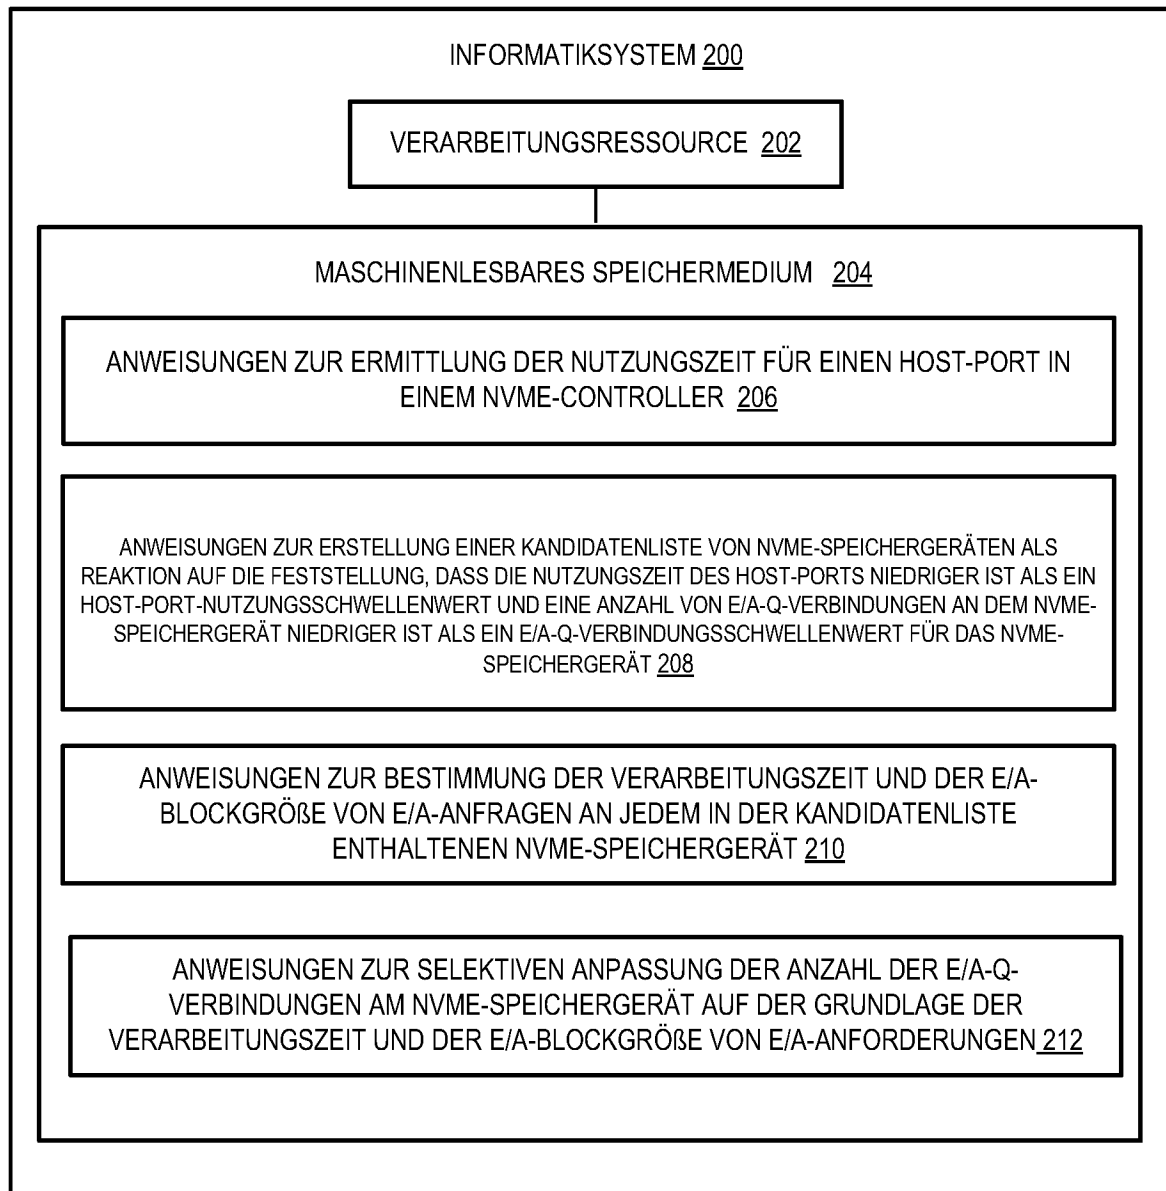 INFORMATIKSYSTEM 200
VERARBEITUNGSRESSOURCE 202
MASCHINENLESBARES SPEICHERMEDIUM 204
ANWEISUNGEN ZUR ERMITTLUNG DER NUTZUNGSZEIT FÜR EINEN HOST-PORT IN
EINEM NVME-CONTROLLER 206
ANWEISUNGEN ZUR ERSTELLUNG EINER KANDIDATENLISTE VON NVME-SPEICHERGERÄTEN ALS
REAKTION AUF DIE FESTSTELLUNG, DASS DIE NUTZUNGSZEIT DES HOST-PORTS NIEDRIGER IST ALS EIN
HOST-PORT-NUTZUNGSSCHWELLENWERT UND EINE ANZAHL VON E/A-Q-VERBINDUNGEN AN DEM NVME-
SPEICHERGERÄT NIEDRIGER IST ALS EIN E/A-Q-VERBINDUNGSSCHWELLENWERT FÜR DAS NVME-
SPEICHERGERÄT 208
ANWEISUNGEN ZUR BESTIMMUNG DER VERARBEITUNGSZEIT UND DER E/A-
BLOCKGRÖßE VON E/A-ANFRAGEN AN JEDEM IN DER KANDIDATENLISTE
ENTHALTENEN NVME-SPEICHERGERÄT 210
ANWEISUNGEN ZUR SELEKTIVEN ANPASSUNG DER ANZAHL DER E/A-Q-
VERBINDUNGEN AM NVME-SPEICHERGERÄT AUF DER GRUNDLAGE DER
VERARBEITUNGSZEIT UND DER E/A-BLOCKGRÖßE VON E/A-ANFORDERUNGEN 212